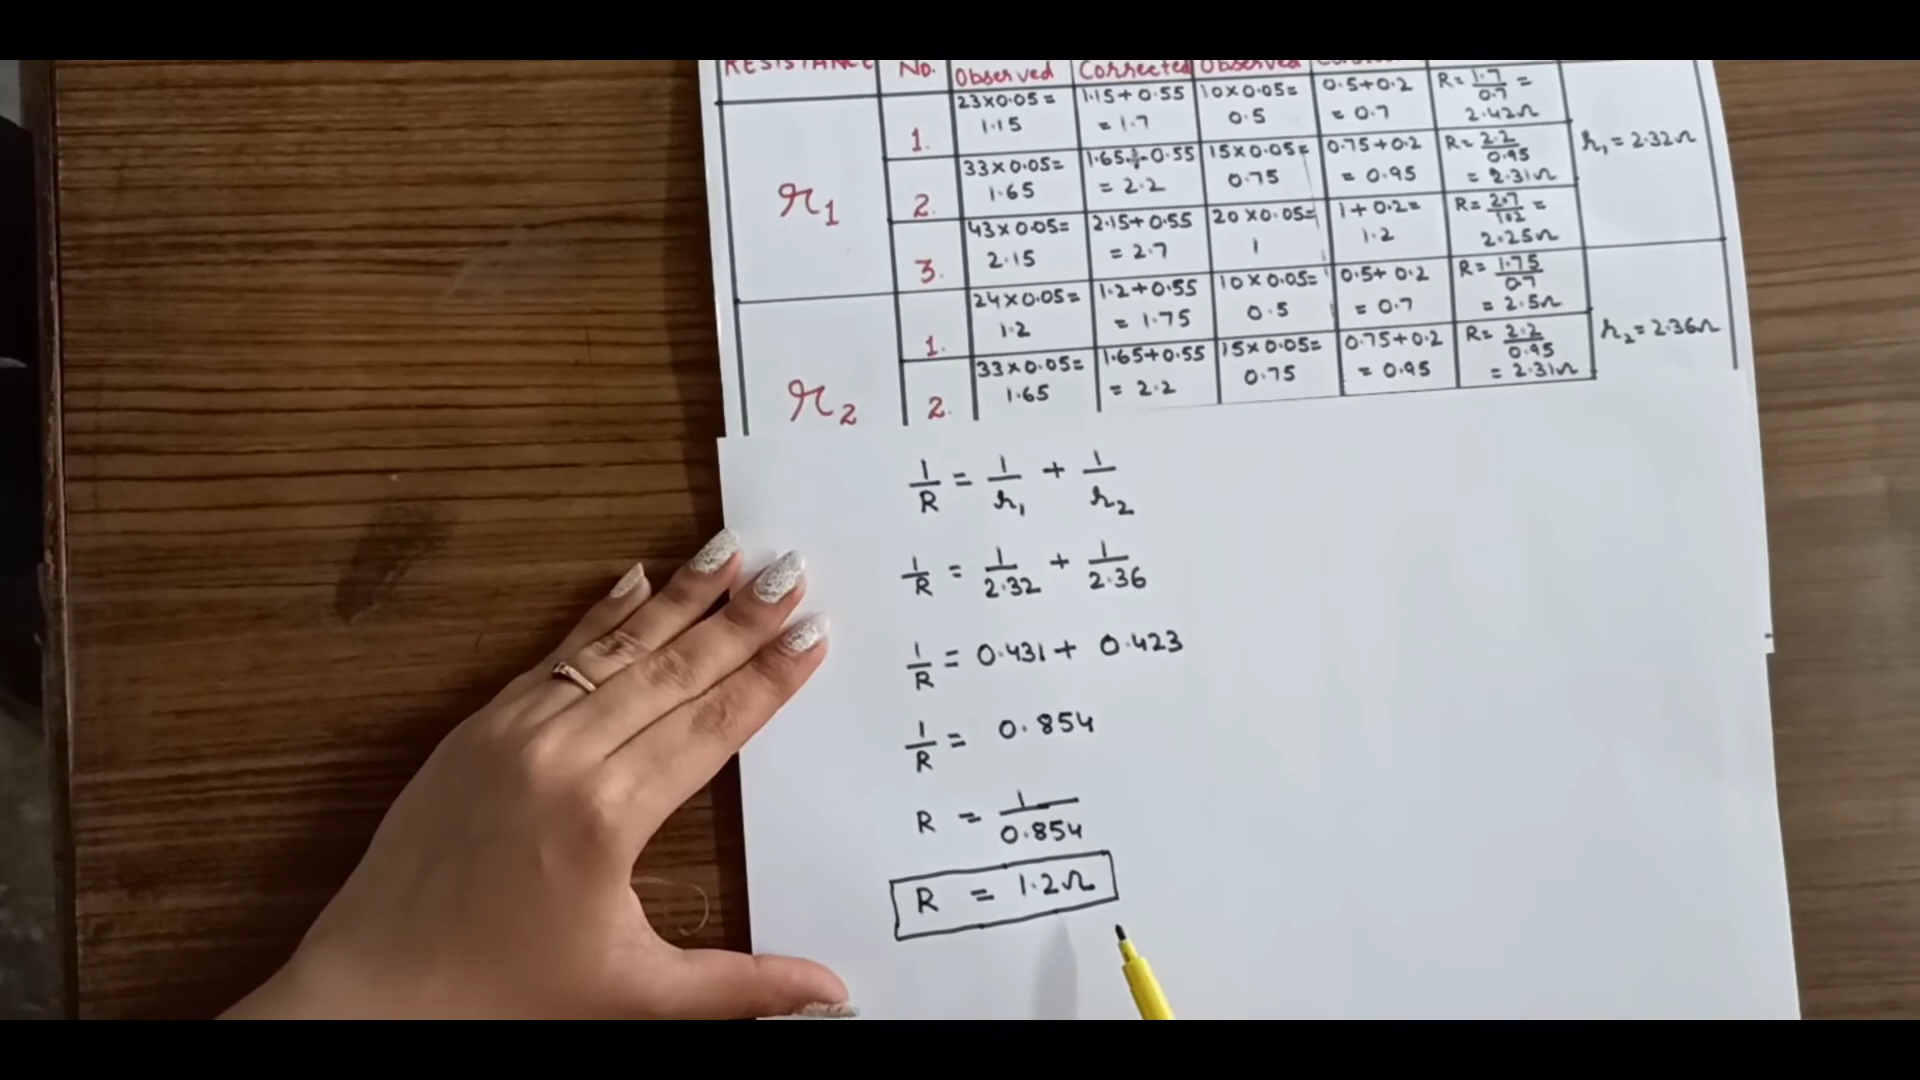 RESISTANCE No. Observed Corrected Observed
r1
1. 23×0.05= 1.15 1.15+0.55 = 1.7 10×0.05= 0.5 0.5+0.2 = 0.7 R= 1.7/0.7 = 2.42Ω
2. 33×0.05= 1.65 1.65+0.55 = 2.2 15×0.05= 0.75 0.75+0.2 = 0.95 R= 2.2/0.95 = 2.31Ω
3. 43×0.05= 2.15 2.15+0.55 = 2.7 20×0.05= 1 1+0.2= 1.2 R= 2.7/1.2 = 2.25Ω
r1 = 2.32Ω
r2
1. 24×0.05= 1.2 1.2+0.55 = 1.75 10×0.05= 0.5 0.5+0.2 = 0.7 R= 1.75/0.7 = 2.5Ω
2. 33×0.05= 1.65 1.65+0.55 = 2.2 15×0.05= 0.75 0.75+0.2 = 0.95 R= 2.2/0.95 = 2.31Ω
r2 = 2.36Ω
1/R = 1/r1 + 1/r2
1/R = 1/2.32 + 1/2.36
1/R = 0.431 + 0.423
1/R = 0.854
R = 1/0.854
R = 1.2Ω